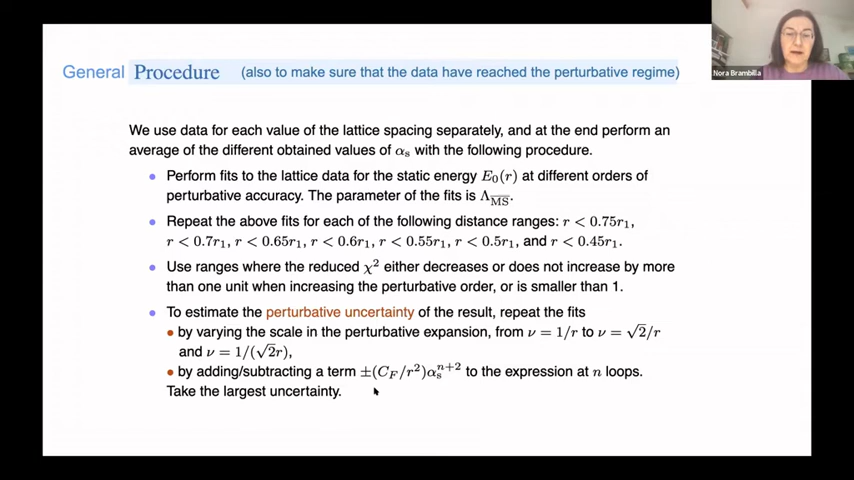 General Procedure (also to make sure that the data have reached the perturbative regime)
Nora Brambilla
We use data for each value of the lattice spacing separately, and at the end perform an
average of the different obtained values of αs with the following procedure.
• Perform fits to the lattice data for the static energy E₀(r) at different orders of
perturbative accuracy. The parameter of the fits is Λ_M̅S̅.
• Repeat the above fits for each of the following distance ranges: r < 0.75r₁,
r < 0.7r₁, r < 0.65r₁, r < 0.6r₁, r < 0.55r₁, r < 0.5r₁, and r < 0.45r₁.
• Use ranges where the reduced χ² either decreases or does not increase by more
than one unit when increasing the perturbative order, or is smaller than 1.
• To estimate the perturbative uncertainty of the result, repeat the fits
• by varying the scale in the perturbative expansion, from ν = 1/r to ν = √2/r
and ν = 1/(√2r),
• by adding/subtracting a term ±(C_F/r²)αs^{n+2} to the expression at n loops.
Take the largest uncertainty.